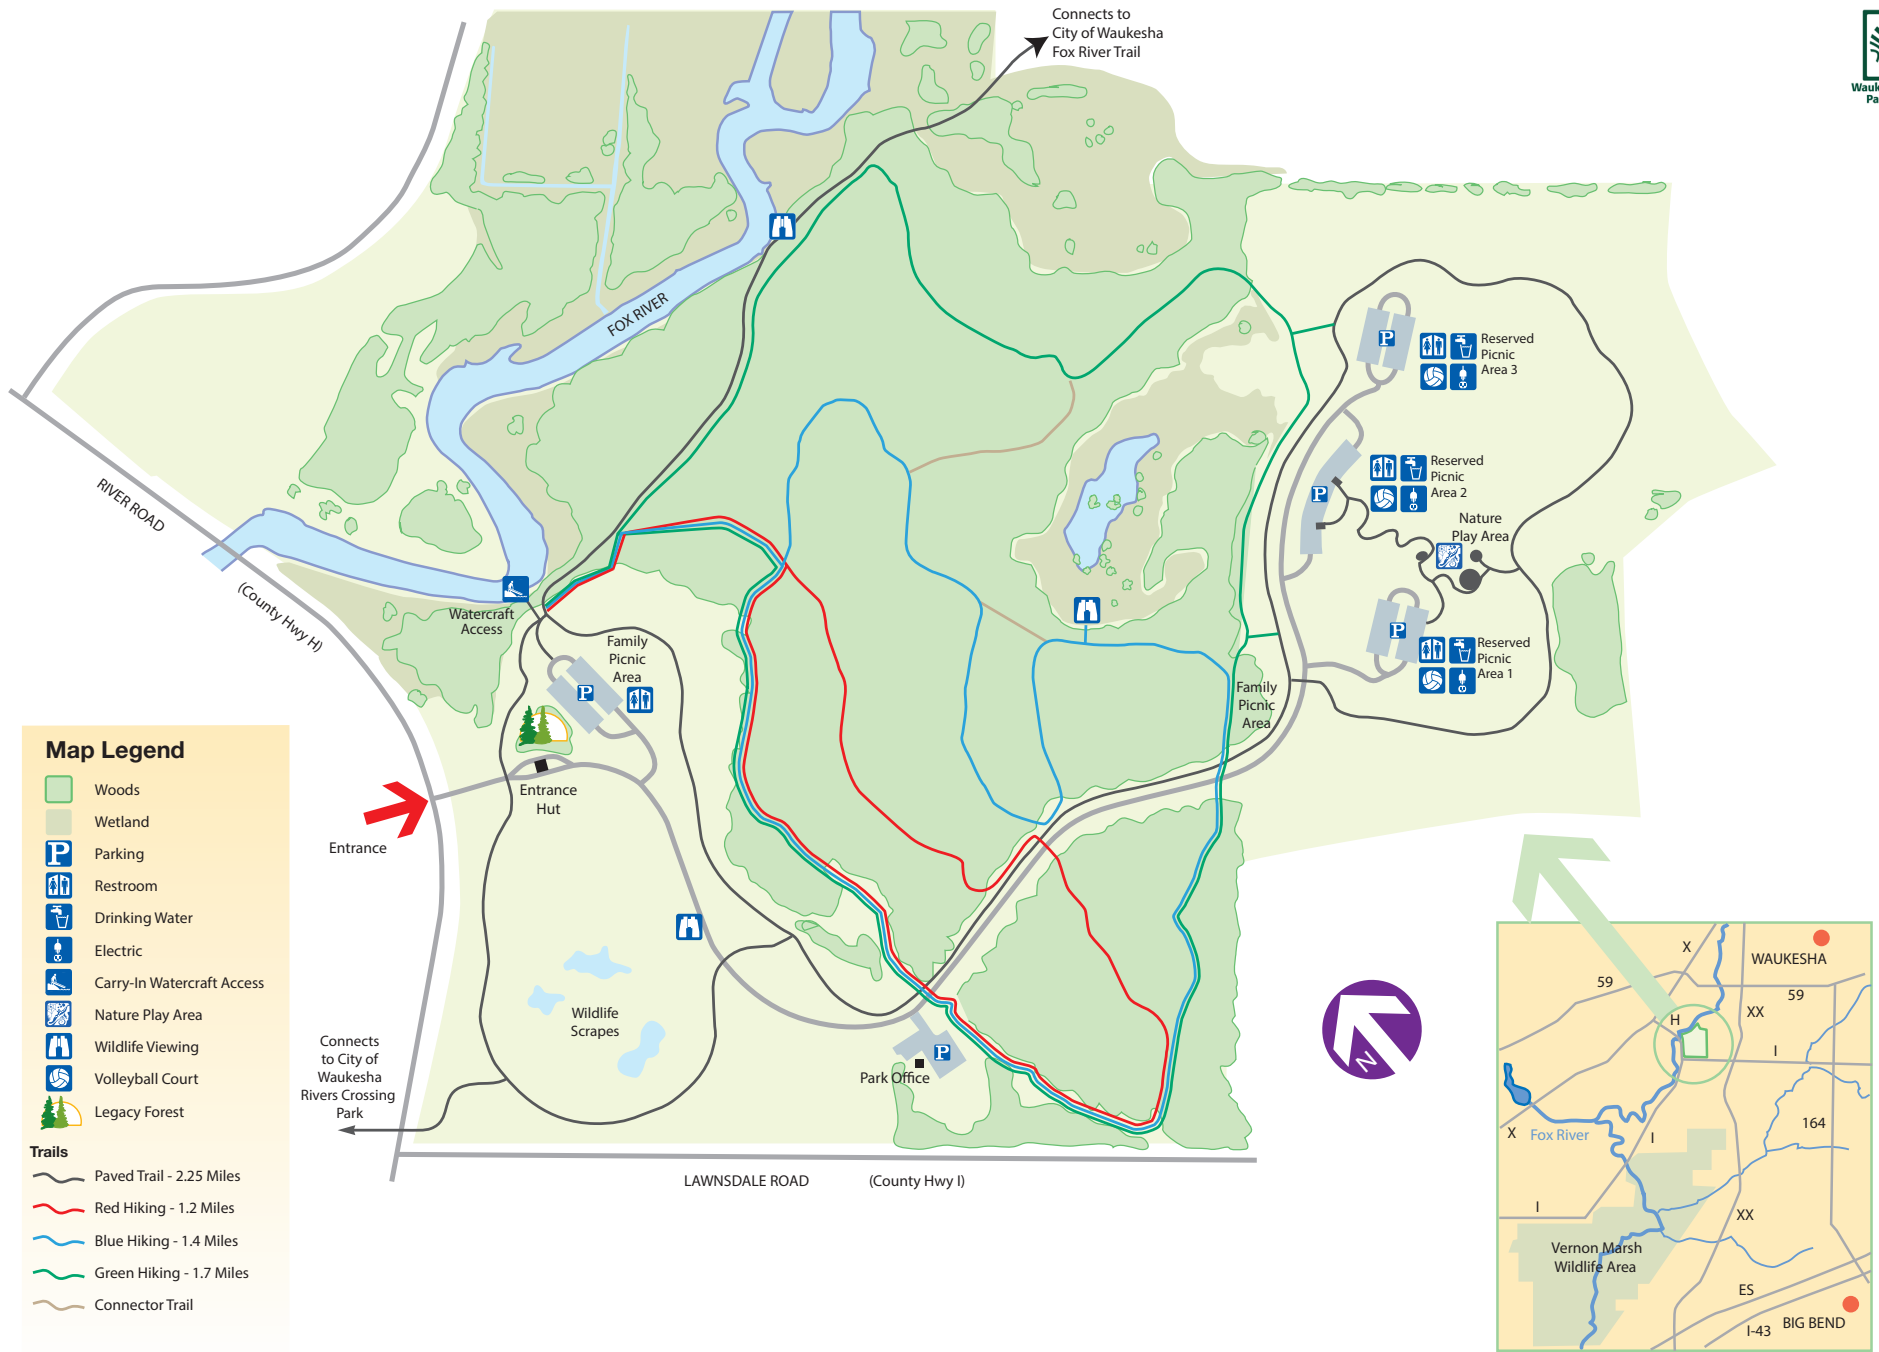 Connects to
City of Waukesha
Fox River Trail
Wauk
Pa
FOX RIVER
RIVER ROAD
(County Hwy H)
Watercraft
Access
Family
Picnic
Area
P
Entrance
Hut
Entrance
Reserved
Picnic
Area 3
P
Reserved
Picnic
Area 2
P
Nature
Play Area
Reserved
Picnic
Area 1
P
Family
Picnic
Area
Wildlife
Scrapes
Park Office
P
Connects
to City of
Waukesha
Rivers Crossing
Park
LAWNSDALE ROAD (County Hwy I)
N
Map Legend
Woods
Wetland
P Parking
Restroom
Drinking Water
Electric
Carry-In Watercraft Access
Nature Play Area
Wildlife Viewing
Volleyball Court
Legacy Forest
Trails
Paved Trail - 2.25 Miles
Red Hiking - 1.2 Miles
Blue Hiking - 1.4 Miles
Green Hiking - 1.7 Miles
Connector Trail
X
WAUKESHA
59
59
XX
H
I
164
X
Fox River
I
I
XX
Vernon Marsh
Wildlife Area
ES
I-43
BIG BEND